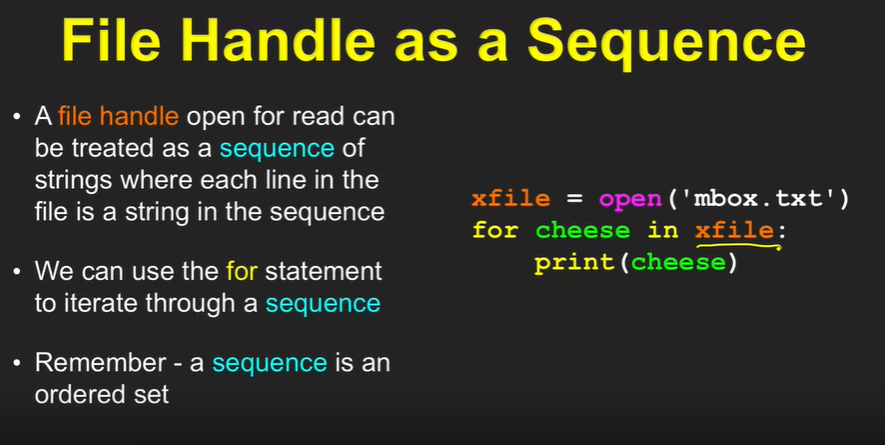 File Handle as a Sequence
• A file handle open for read can
be treated as a sequence of
strings where each line in the
file is a string in the sequence
• We can use the for statement
to iterate through a sequence
• Remember - a sequence is an
ordered set
xfile = open('mbox.txt')
for cheese in xfile:
    print(cheese)